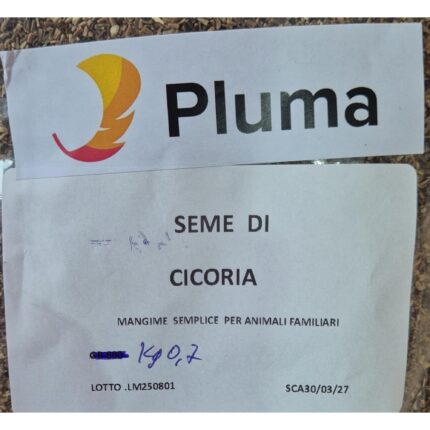 Pluma
SEME DI
CICORIA
MANGIME SEMPLICE PER ANIMALI FAMILIARI
Kg 0,7
LOTTO .LM250801 SCA30/03/27